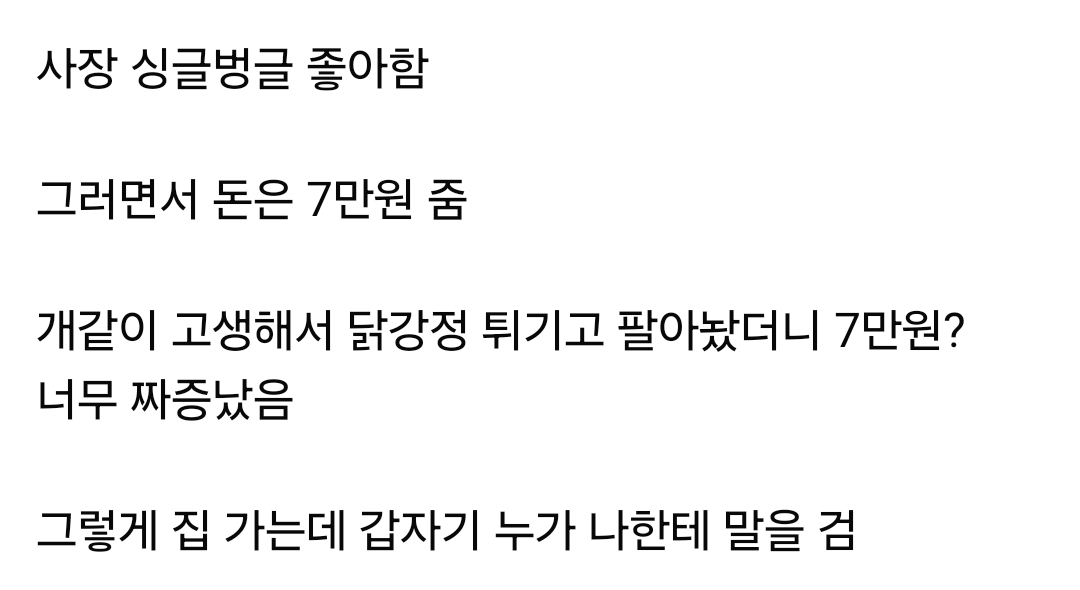 사장 싱글벙글 좋아함
그러면서 돈은 7만원 줌
개같이 고생해서 닭강정 튀기고 팔아놨더니 7만원?
너무 짜증났음
그렇게 집 가는데 갑자기 누가 나한테 말을 검